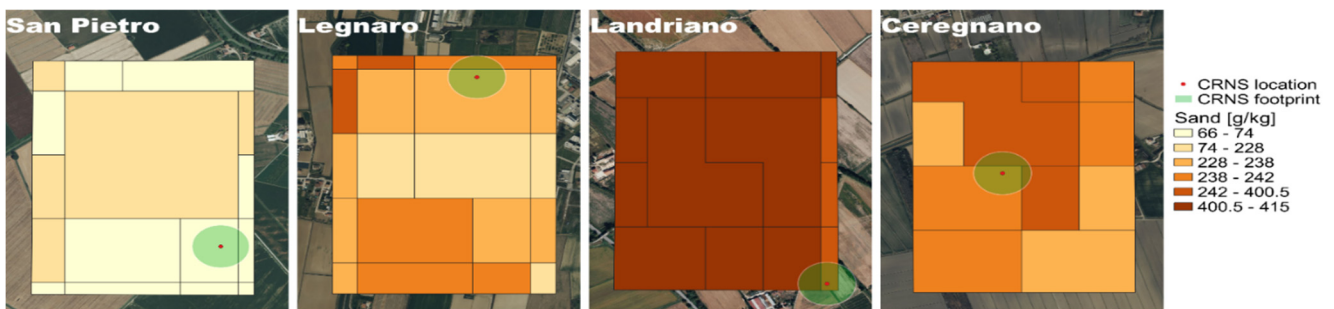 San Pietro
Legnaro
Landriano
Ceregnano
CRNS location
CRNS footprint
Sand [g/kg]
66 - 74
74 - 228
228 - 238
238 - 242
242 - 400.5
400.5 - 415